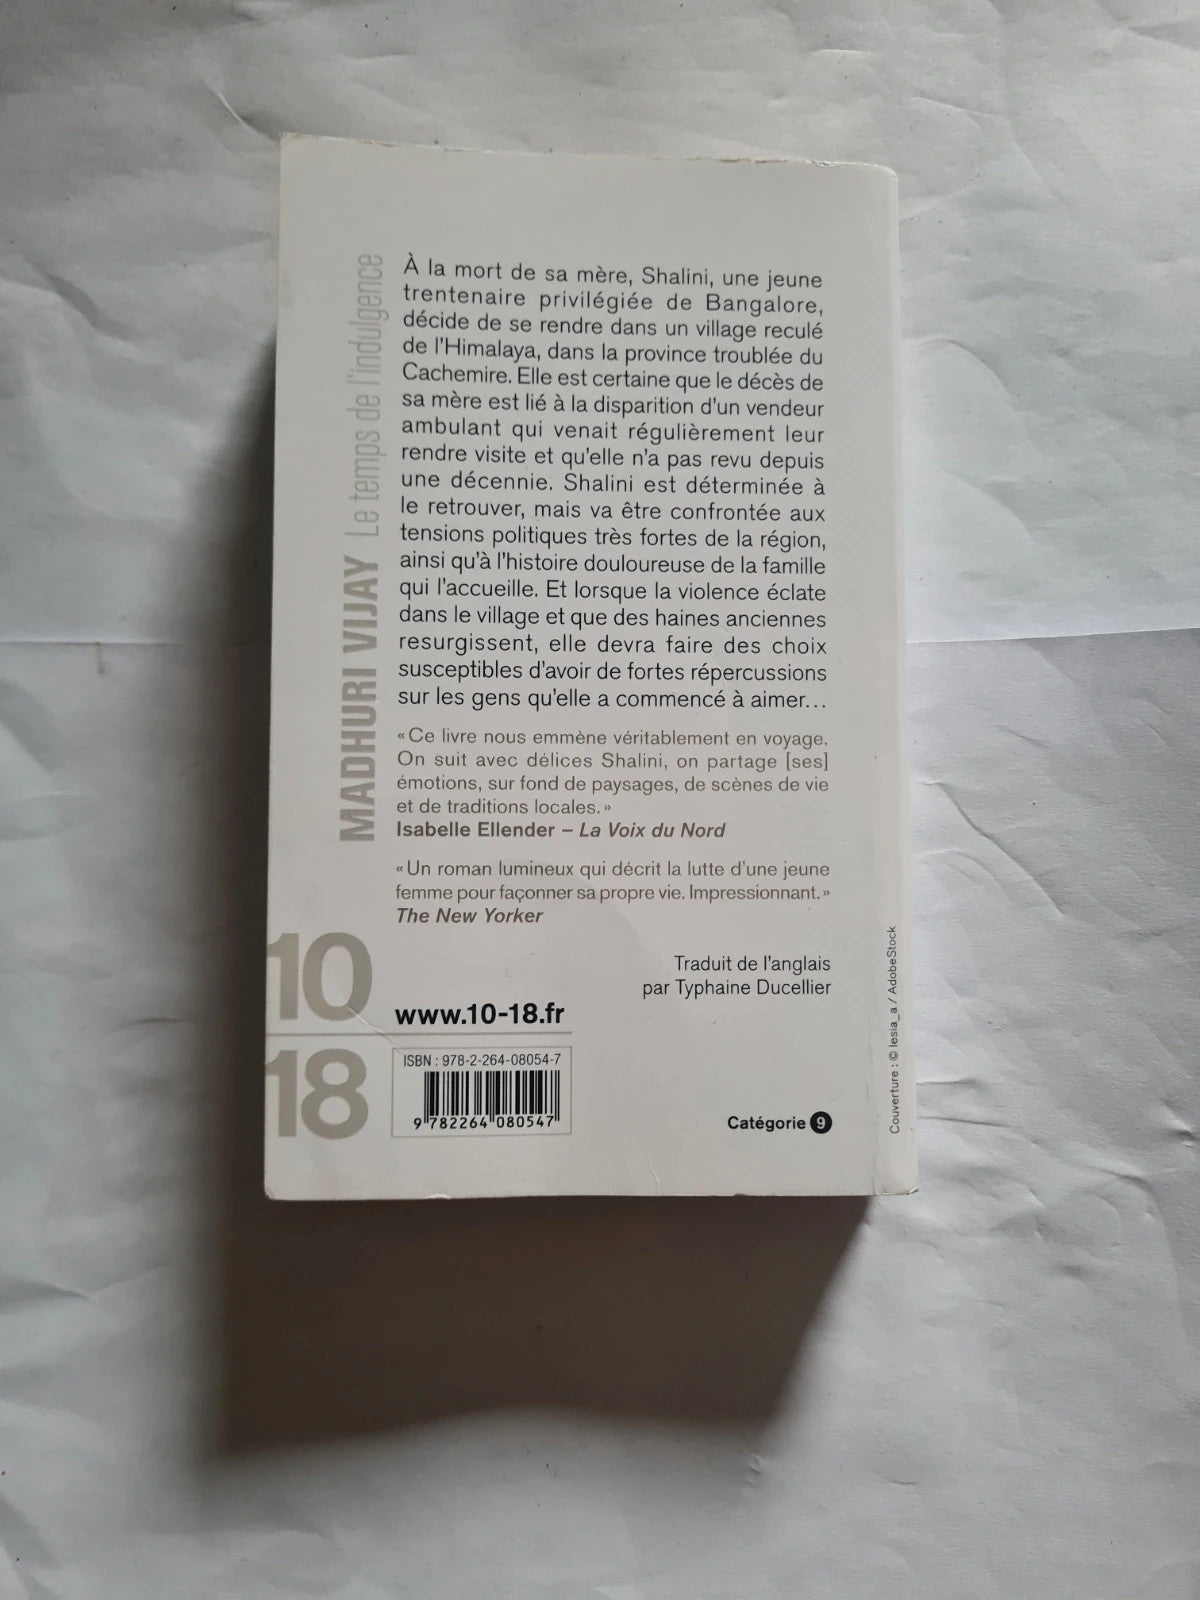 MADHURI VIJAY Le temps de l'indulgence
À la mort de sa mère, Shalini, une jeune
trentenaire privilégiée de Bangalore,
décide de se rendre dans un village reculé
de l'Himalaya, dans la province troublée du
Cachemire. Elle est certaine que le décès de
sa mère est lié à la disparition d'un vendeur
ambulant qui venait régulièrement leur
rendre visite et qu'elle n'a pas revu depuis
une décennie. Shalini est déterminée à
le retrouver, mais va être confrontée aux
tensions politiques très fortes de la région,
ainsi qu'à l'histoire douloureuse de la famille
qui l'accueille. Et lorsque la violence éclate
dans le village et que des haines anciennes
resurgissent, elle devra faire des choix
susceptibles d'avoir de fortes répercussions
sur les gens qu'elle a commencé à aimer…
« Ce livre nous emmène véritablement en voyage.
On suit avec délices Shalini, on partage [ses]
émotions, sur fond de paysages, de scènes de vie
et de traditions locales. »
Isabelle Ellender – La Voix du Nord
« Un roman lumineux qui décrit la lutte d'une jeune
femme pour façonner sa propre vie. Impressionnant. »
The New Yorker
Traduit de l'anglais
par Typhaine Ducellier
10
18
www.10-18.fr
ISBN : 978-2-264-08054-7
9 782264 080547
Catégorie 9
Couverture : © lesia_a / AdobeStock